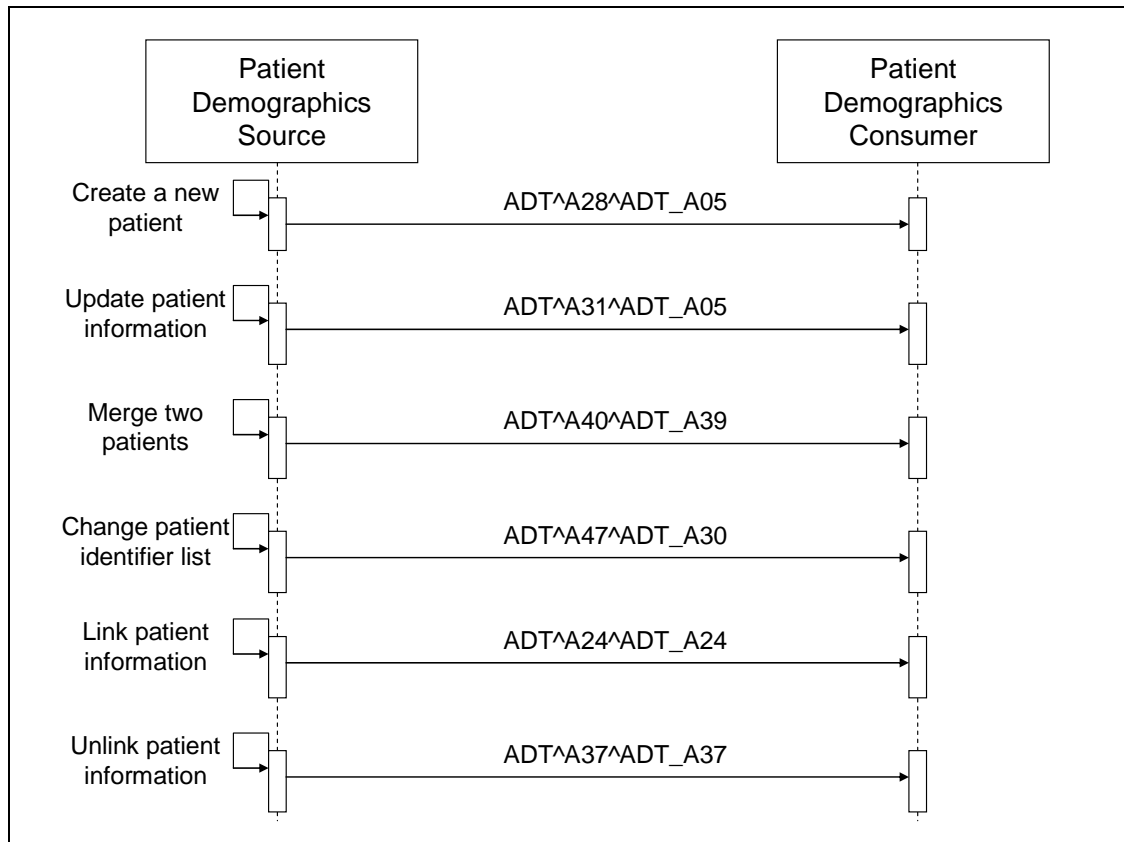 Patient
Demographics
Source
Patient
Demographics
Consumer
Create a new
patient
ADT^A28^ADT_A05
Update patient
information
ADT^A31^ADT_A05
Merge two
patients
ADT^A40^ADT_A39
Change patient
identifier list
ADT^A47^ADT_A30
Link patient
information
ADT^A24^ADT_A24
Unlink patient
information
ADT^A37^ADT_A37